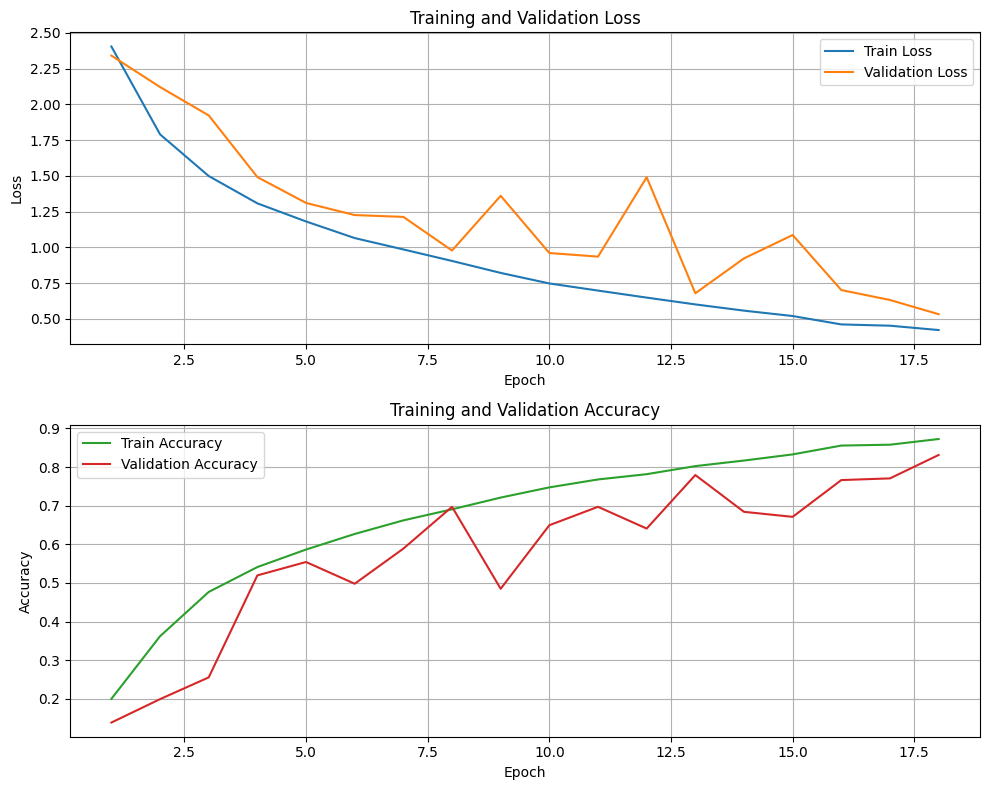 Training and Validation Loss
2.50
2.25
2.00
1.75
1.50
1.25
1.00
0.75
0.50
Loss
Train Loss
Validation Loss
2.5 5.0 7.5 10.0 12.5 15.0 17.5
Epoch
Training and Validation Accuracy
0.9
0.8
0.7
0.6
0.5
0.4
0.3
0.2
Accuracy
Train Accuracy
Validation Accuracy
2.5 5.0 7.5 10.0 12.5 15.0 17.5
Epoch